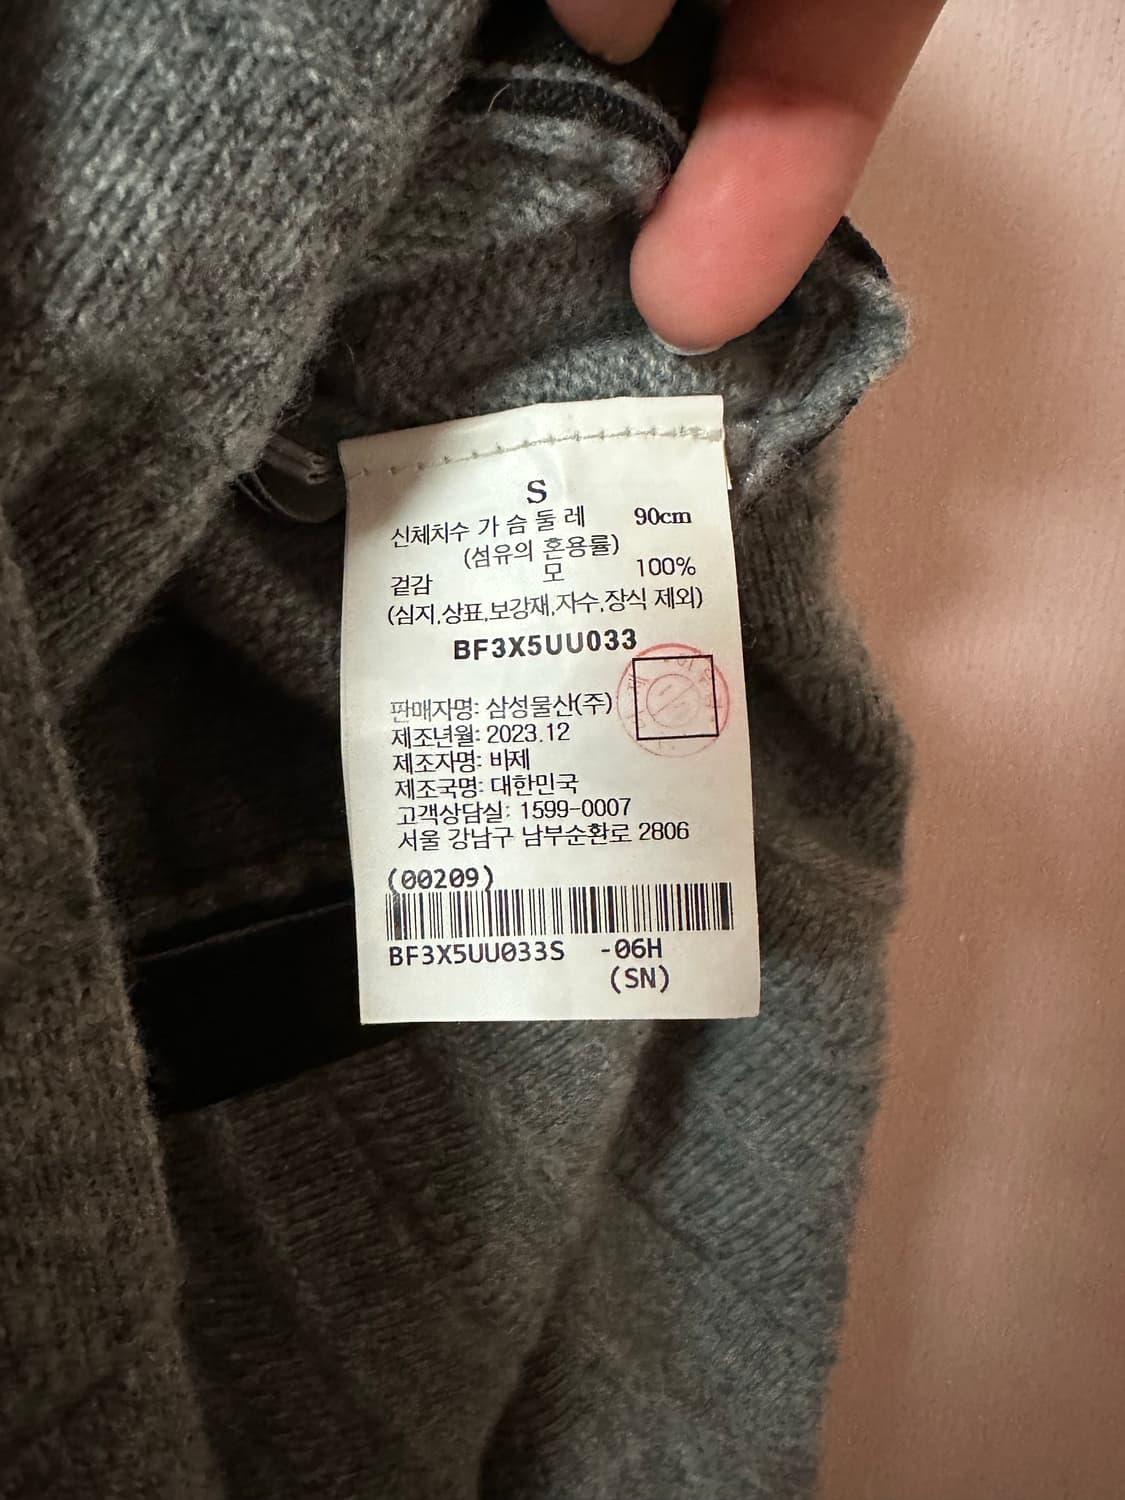 S
신체치수 가 슴 둘 레 90cm
(섬유의 혼용률)
겉감 모 100%
(심지,상표,보강재,자수,장식 제외)
BF3X5UU033
판매자명: 삼성물산(주)
제조년월: 2023.12
제조자명: 바제
제조국명: 대한민국
고객상담실: 1599-0007
서울 강남구 남부순환로 2806
(00209)
BF3X5UU033S -06H
(SN)